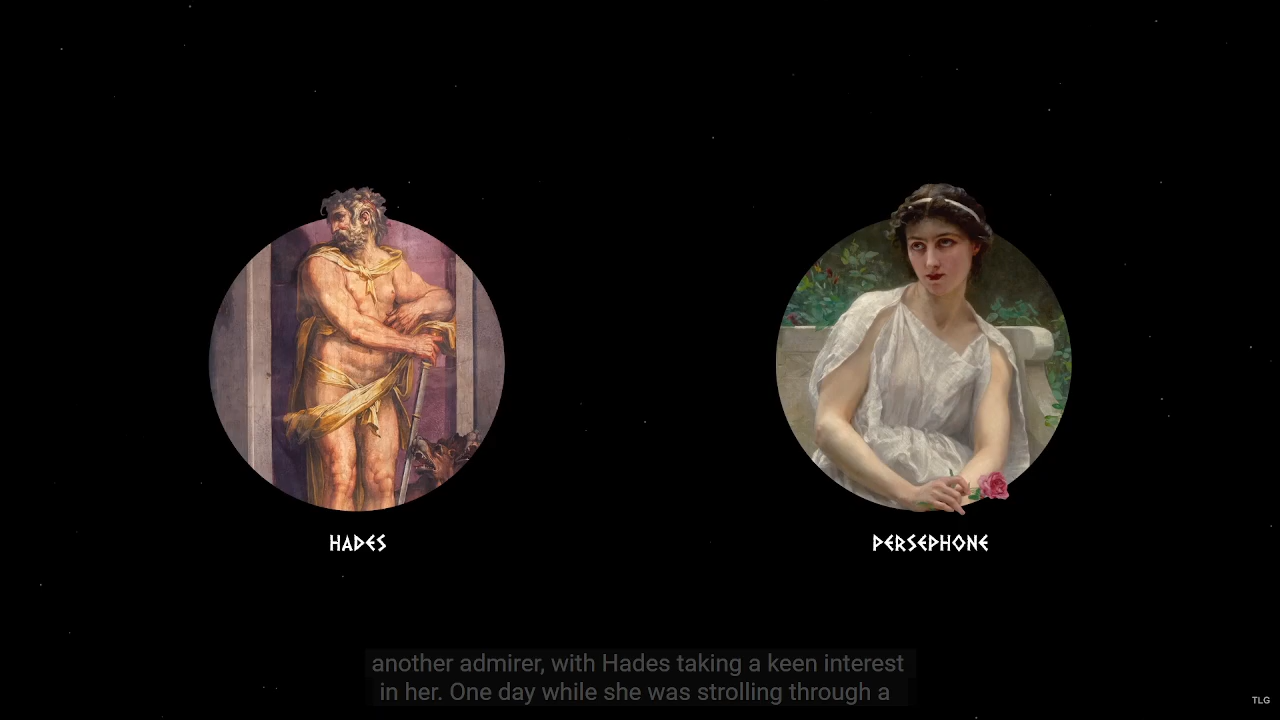 HADES
PERSEPHONE
another admirer, with Hades taking a keen interest
in her. One day while she was strolling through a
TLG